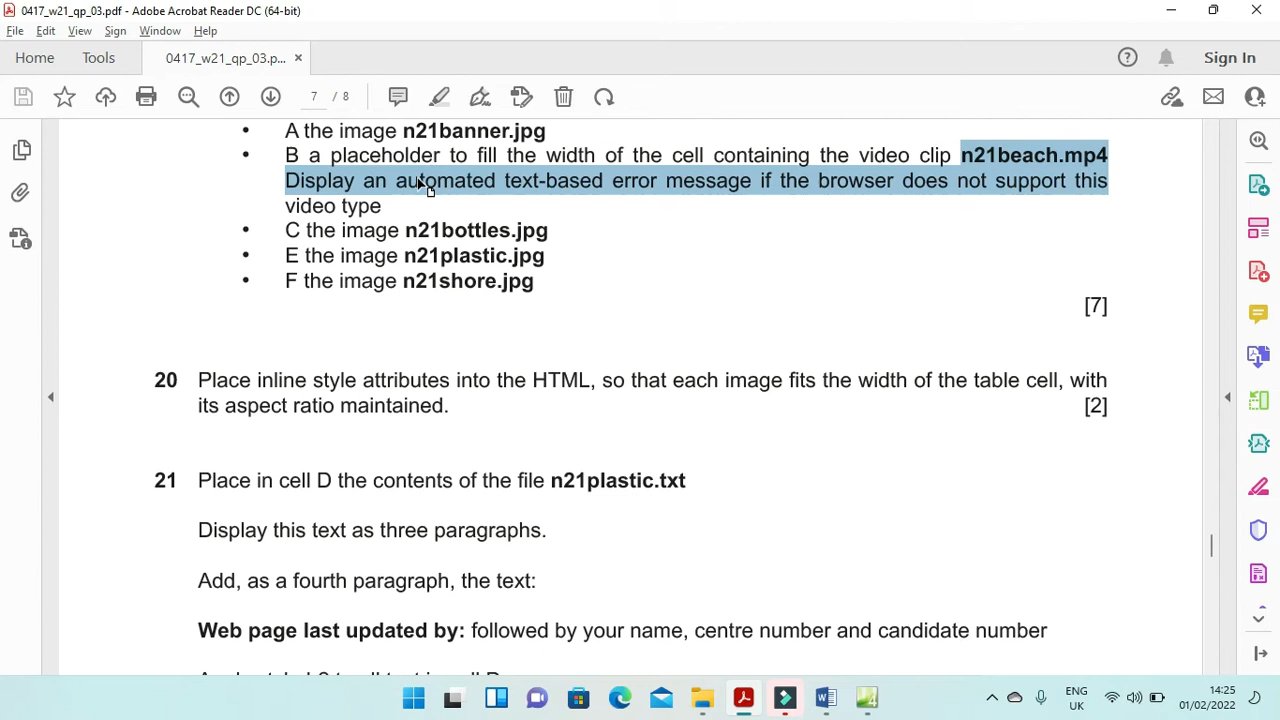 0417_w21_qp_03.pdf - Adobe Acrobat Reader DC (64-bit)
File Edit View Sign Window Help
Home Tools 0417_w21_qp_03.p... × Sign In
7 / 8
• A the image n21banner.jpg
• B a placeholder to fill the width of the cell containing the video clip n21beach.mp4
Display an automated text-based error message if the browser does not support this
video type
• C the image n21bottles.jpg
• E the image n21plastic.jpg
• F the image n21shore.jpg
[7]
20 Place inline style attributes into the HTML, so that each image fits the width of the table cell, with
its aspect ratio maintained. [2]
21 Place in cell D the contents of the file n21plastic.txt
Display this text as three paragraphs.
Add, as a fourth paragraph, the text:
Web page last updated by: followed by your name, centre number and candidate number
ENG
UK
14:25
01/02/2022